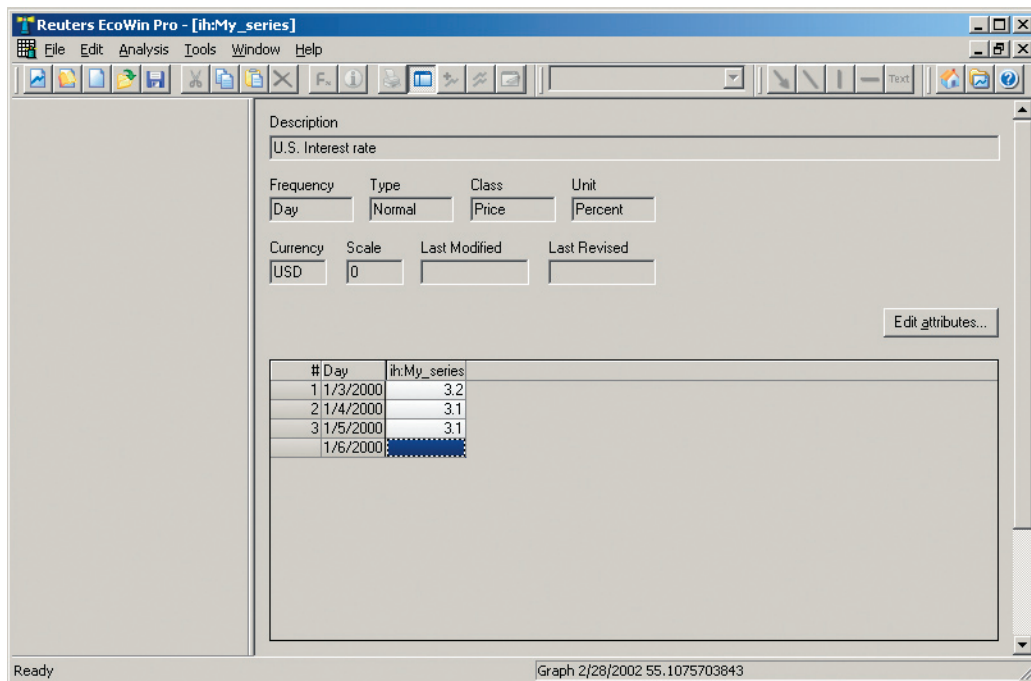 Reuters EcoWin Pro - [ih:My_series]
File Edit Analysis Tools Window Help
Text
Description
U.S. Interest rate
Frequency Type Class Unit
Day Normal Price Percent
Currency Scale Last Modified Last Revised
USD 0
Edit attributes...
# Day ih:My_series
1 1/3/2000 3.2
2 1/4/2000 3.1
3 1/5/2000 3.1
1/6/2000
Ready Graph 2/28/2002 55.1075703843